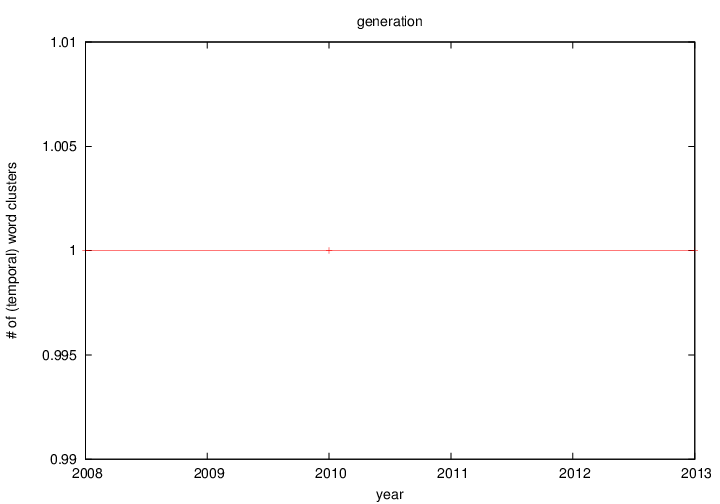 generation
1.01
1.005
1
0.995
0.99
# of (temporal) word clusters
2008 2009 2010 2011 2012 2013
year